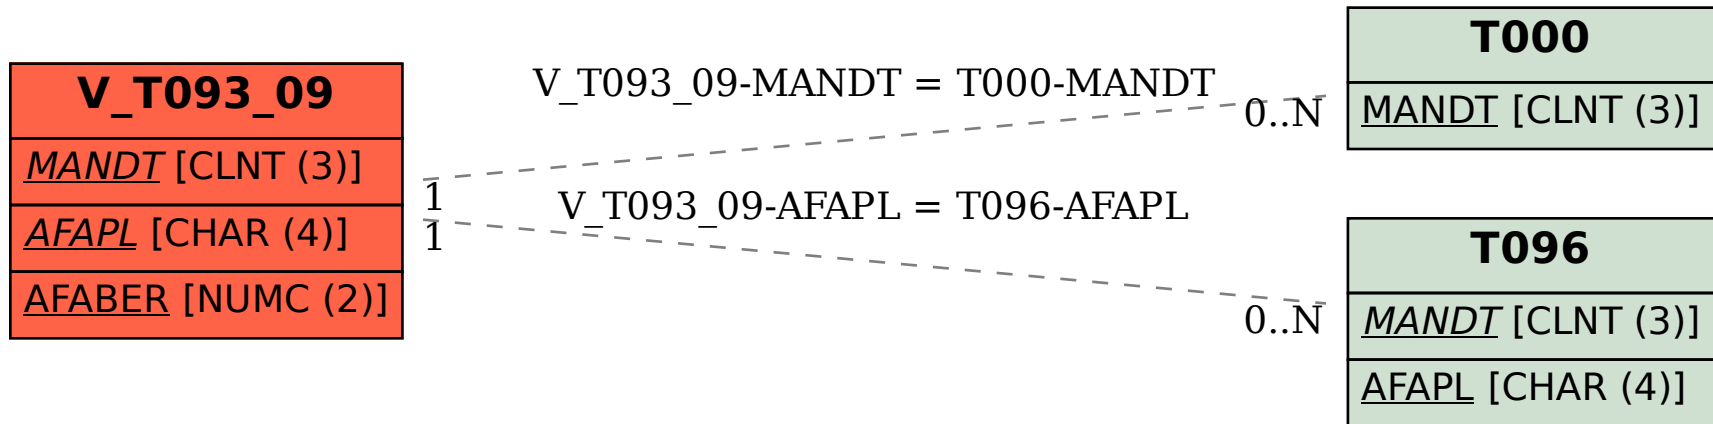 V_T093_09
MANDT [CLNT (3)]
AFAPL [CHAR (4)]
AFABER [NUMC (2)]
V_T093_09-MANDT = T000-MANDT
1
0..N
V_T093_09-AFAPL = T096-AFAPL
1
0..N
T000
MANDT [CLNT (3)]
T096
MANDT [CLNT (3)]
AFAPL [CHAR (4)]